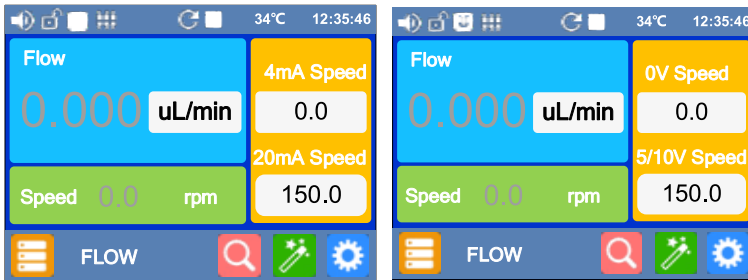 34℃ 12:35:46
Flow
0.000 uL/min
4mA Speed
0.0
20mA Speed
150.0
Speed 0.0 rpm
FLOW
34℃ 12:35:46
Flow
0.000 uL/min
0V Speed
0.0
5/10V Speed
150.0
Speed 0.0 rpm
FLOW